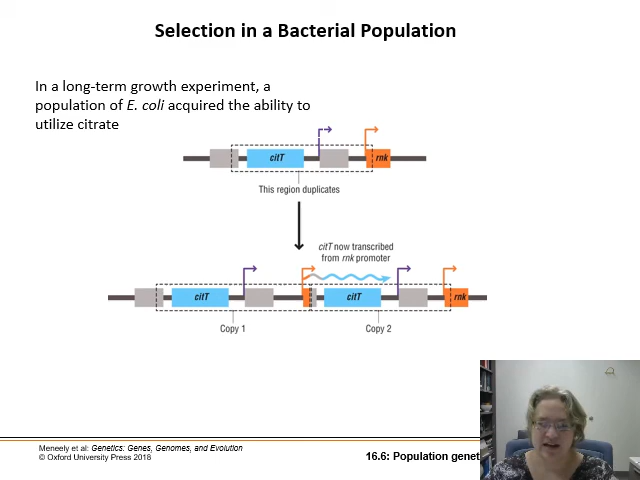 Selection in a Bacterial Population
In a long-term growth experiment, a
population of E. coli acquired the ability to
utilize citrate
citT
rnk
This region duplicates
citT now transcribed
from rnk promoter
citT
citT
rnk
Copy 1
Copy 2
Meneely et al: Genetics: Genes, Genomes, and Evolution
© Oxford University Press 2018
16.6: Population genet